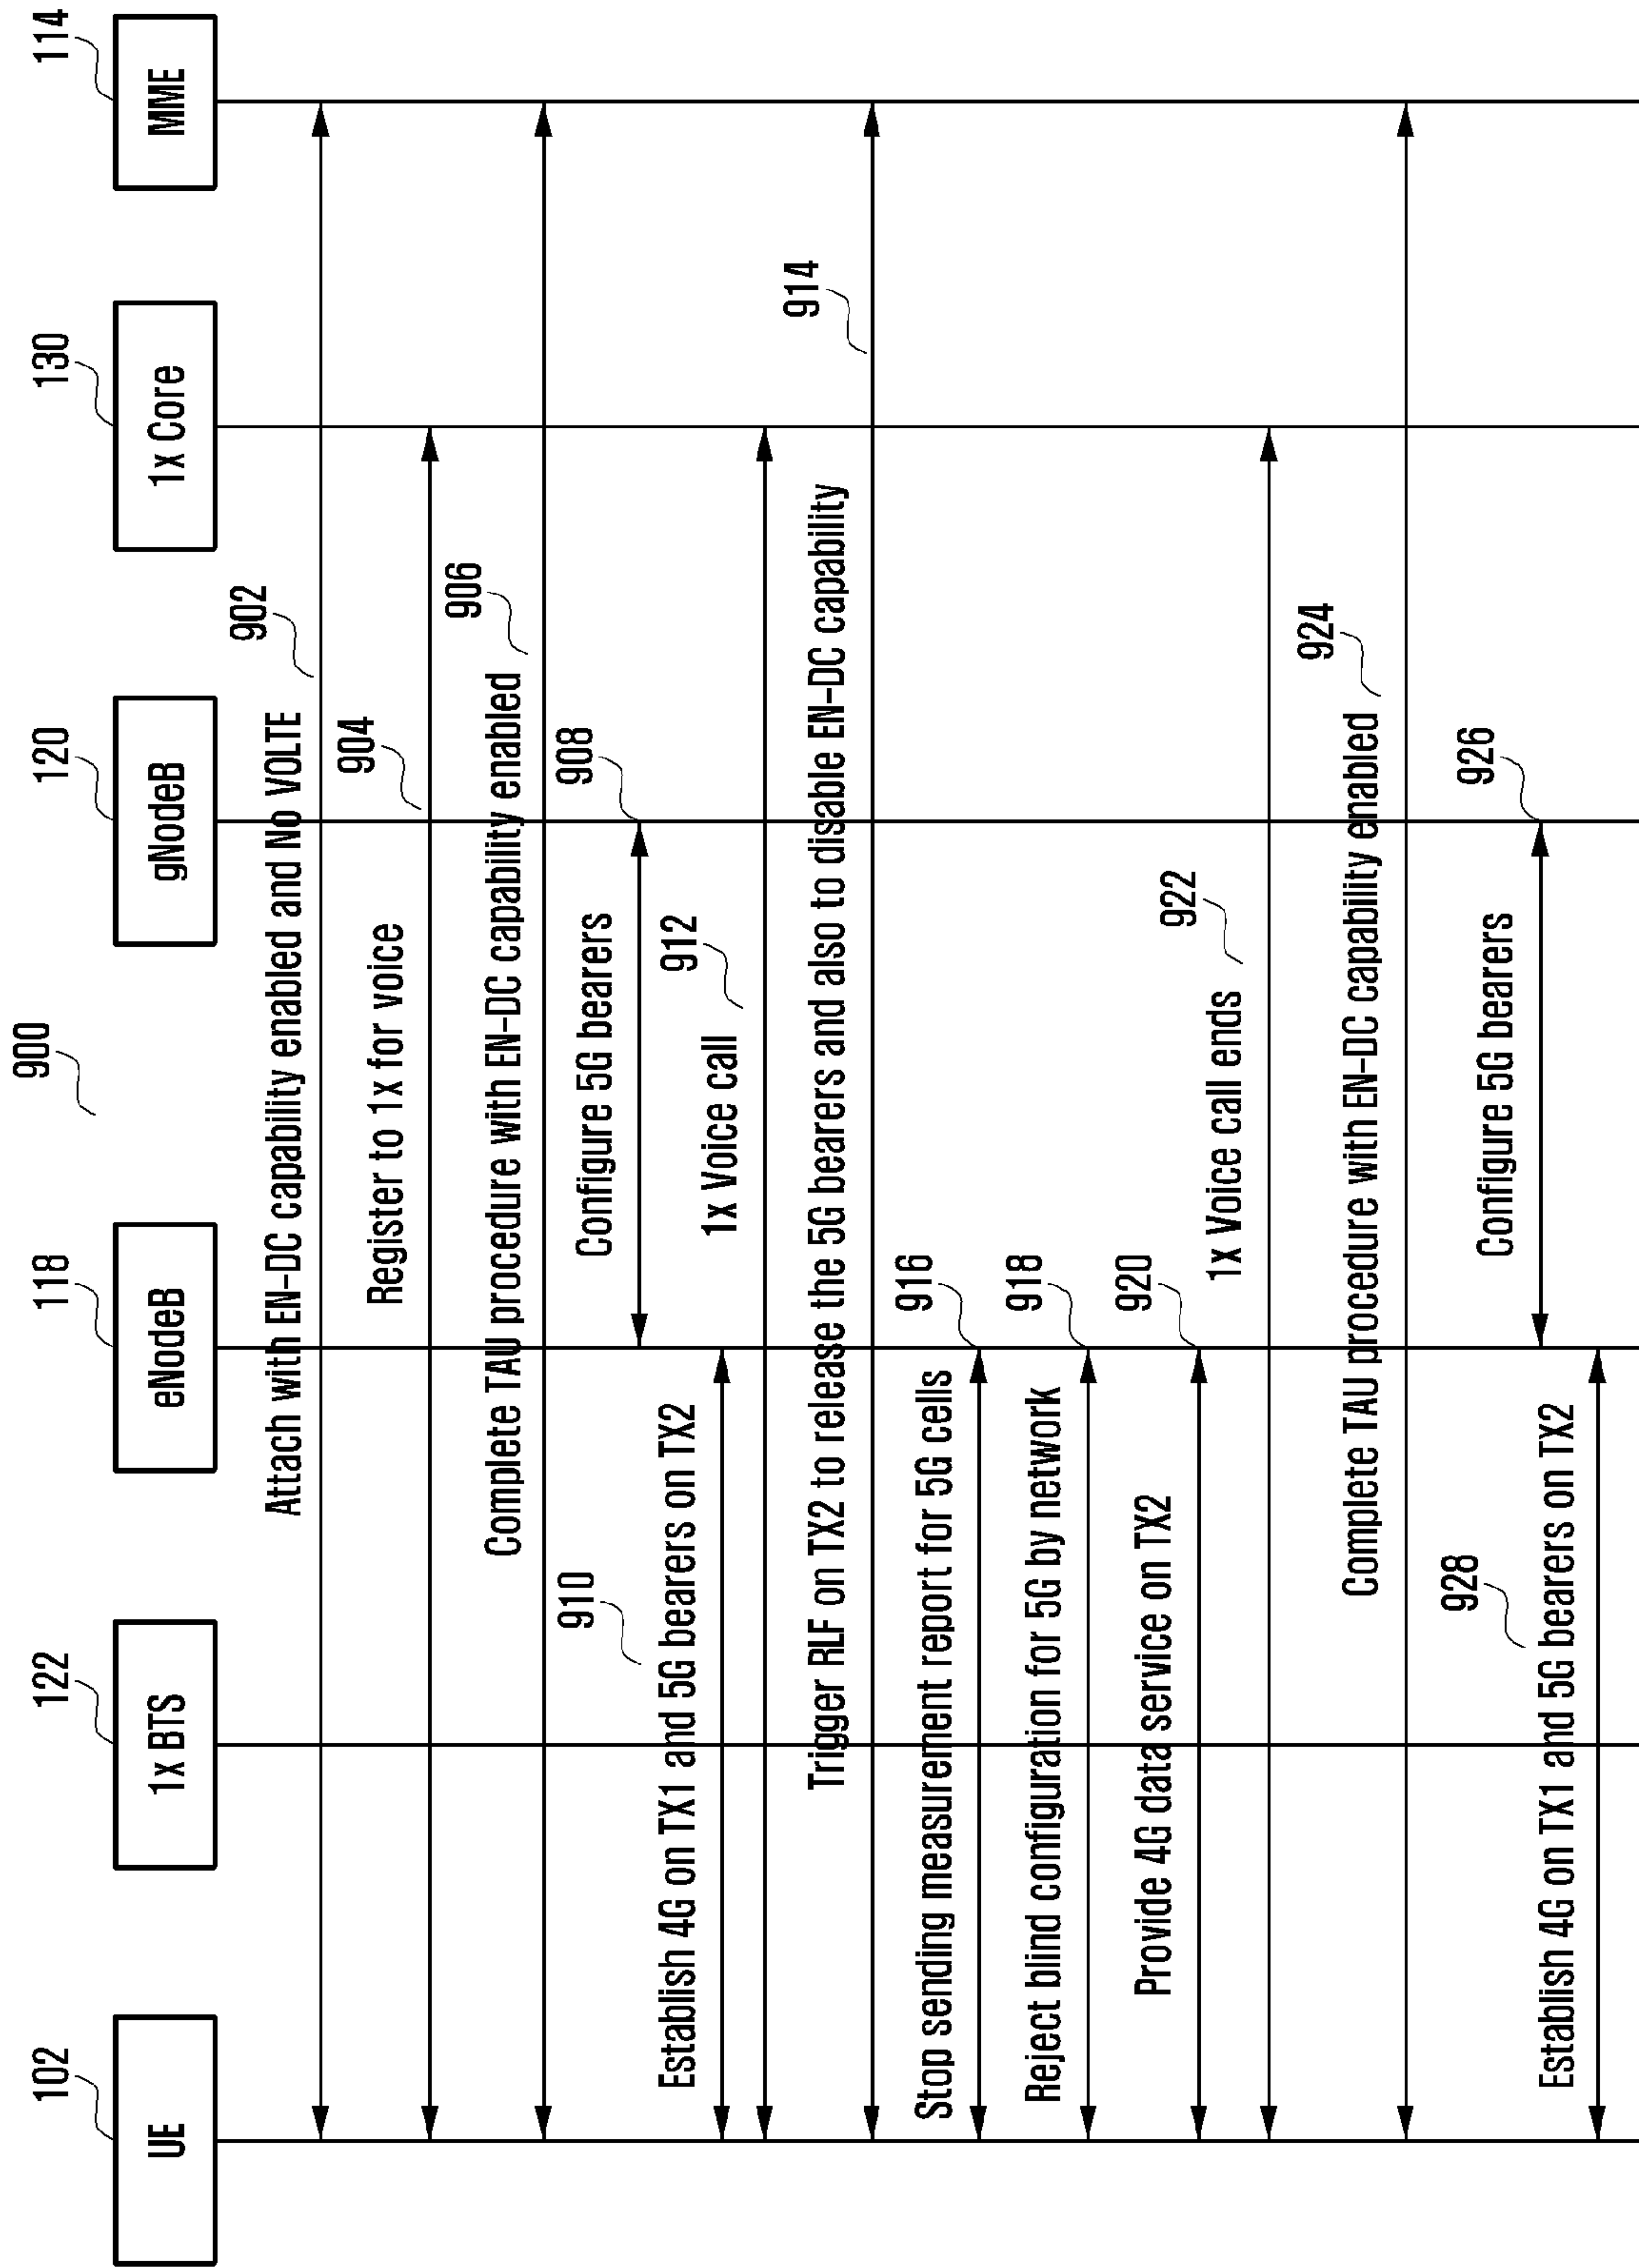 900
102
122
118
120
130
114
UE
1x BTS
eNodeB
gNodeB
1x Core
MME
902
Attach with EN-DC capability enabled and No VOLTE
904
Register to 1x for voice
906
Complete TAU procedure with EN-DC capability enabled
908
Configure 5G bearers
910
Establish 4G on TX1 and 5G bearers on TX2
912
1x Voice call
914
Trigger RLF on TX2 to release the 5G bearers and also to disable EN-DC capability
916
Stop sending measurement report for 5G cells
918
Reject blind configuration for 5G by network
920
Provide 4G data service on TX2
922
1x Voice call ends
924
Complete TAU procedure with EN-DC capability enabled
926
Configure 5G bearers
928
Establish 4G on TX1 and 5G bearers on TX2